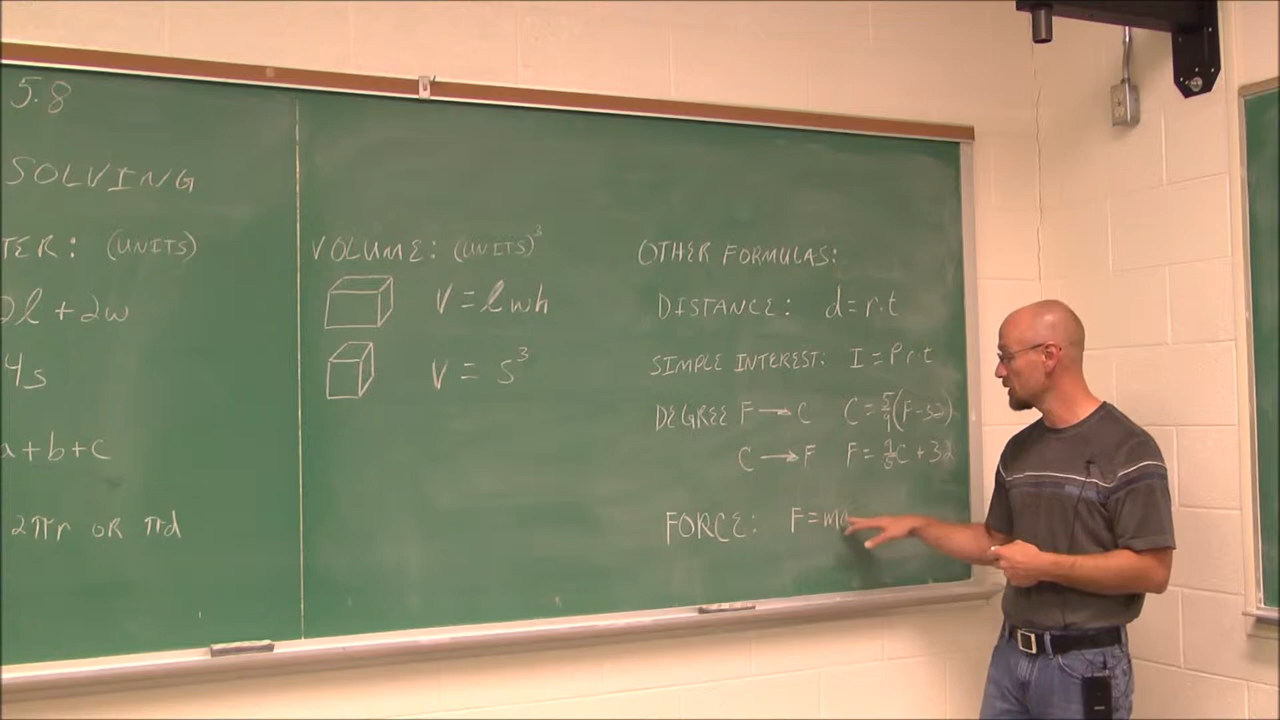 5.8
SOLVING
TER: (UNITS)
2l + 2w
4s
a + b + c
2πr OR πd
VOLUME: (UNITS)³
V = lwh
V = s³
OTHER FORMULAS:
DISTANCE: d = r·t
SIMPLE INTEREST: I = P·r·t
DEGREE F → C C = 5/9(F-32)
C → F F = 9/5C + 32
FORCE: F = ma